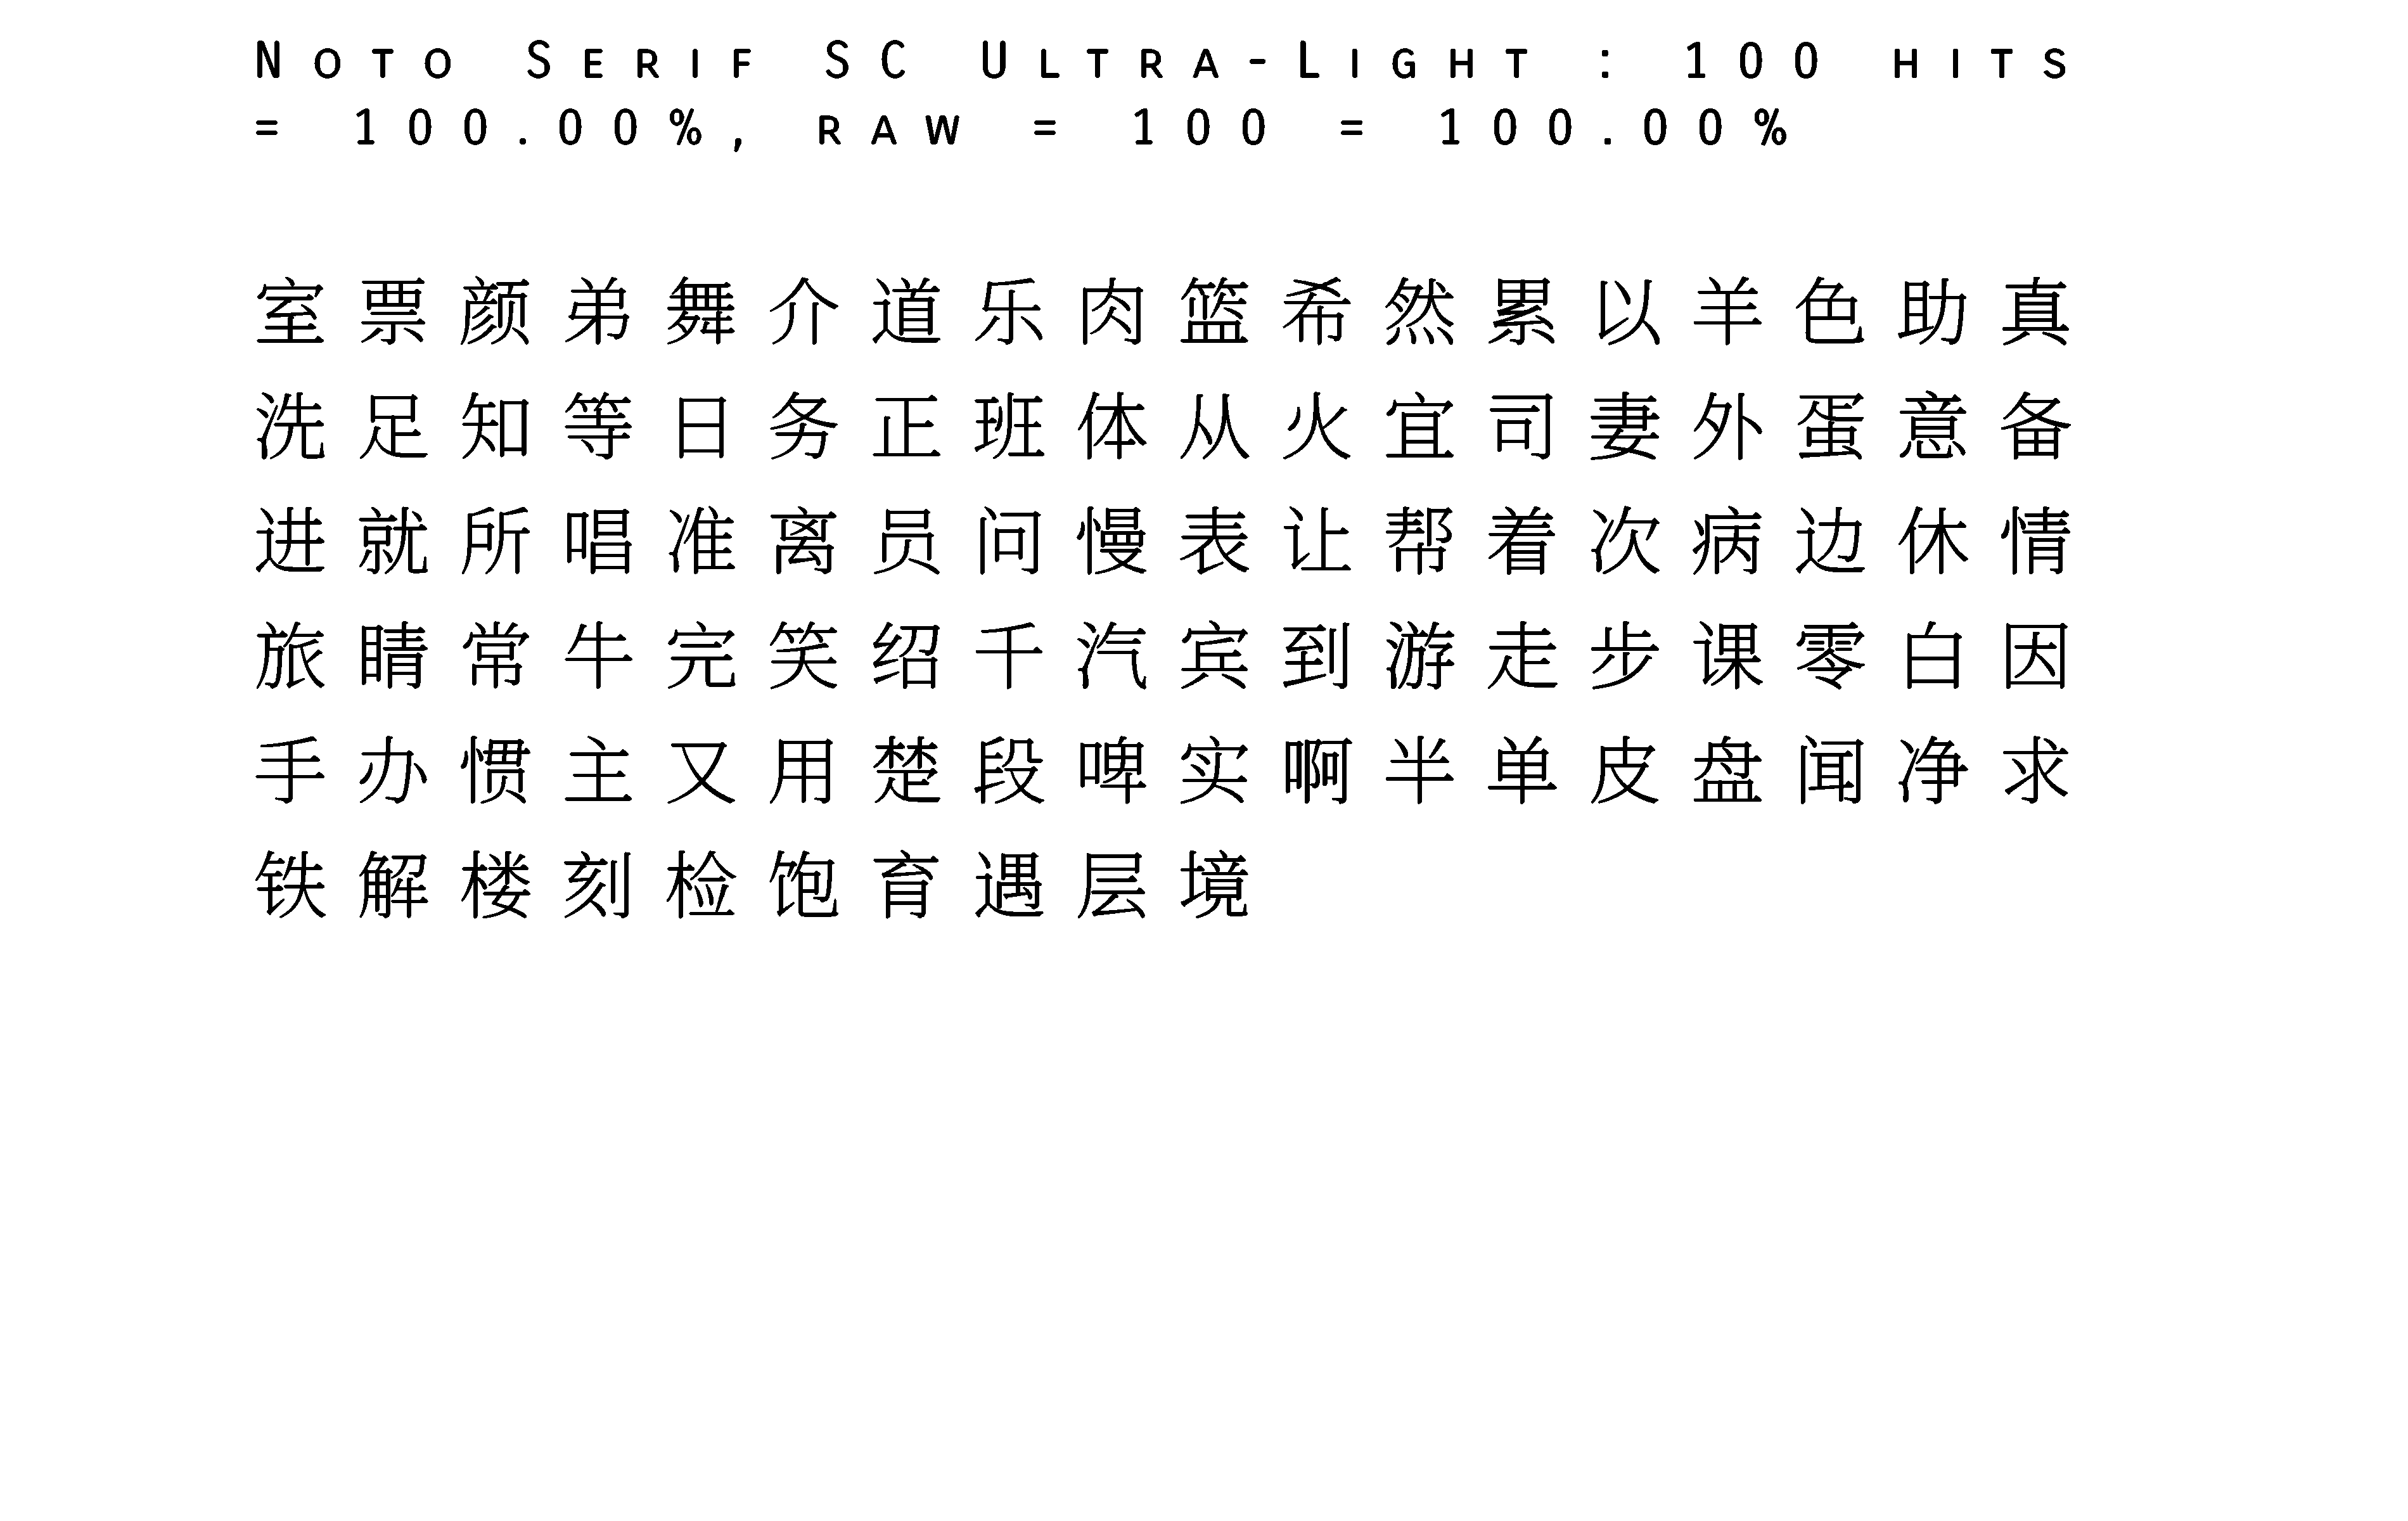 Noto Serif SC Ultra-Light : 100 hits
= 100.00%, raw = 100 = 100.00%
室票颜弟舞介道乐肉篮希然累以羊色助真
洗足知等日务正班体从火宜司妻外蛋意备
进就所唱准离员问慢表让帮着次病边休情
旅睛常牛完笑绍千汽宾到游走步课零白因
手办惯主又用楚段啤实啊半单皮盘闻净求
铁解楼刻检饱育遇层境